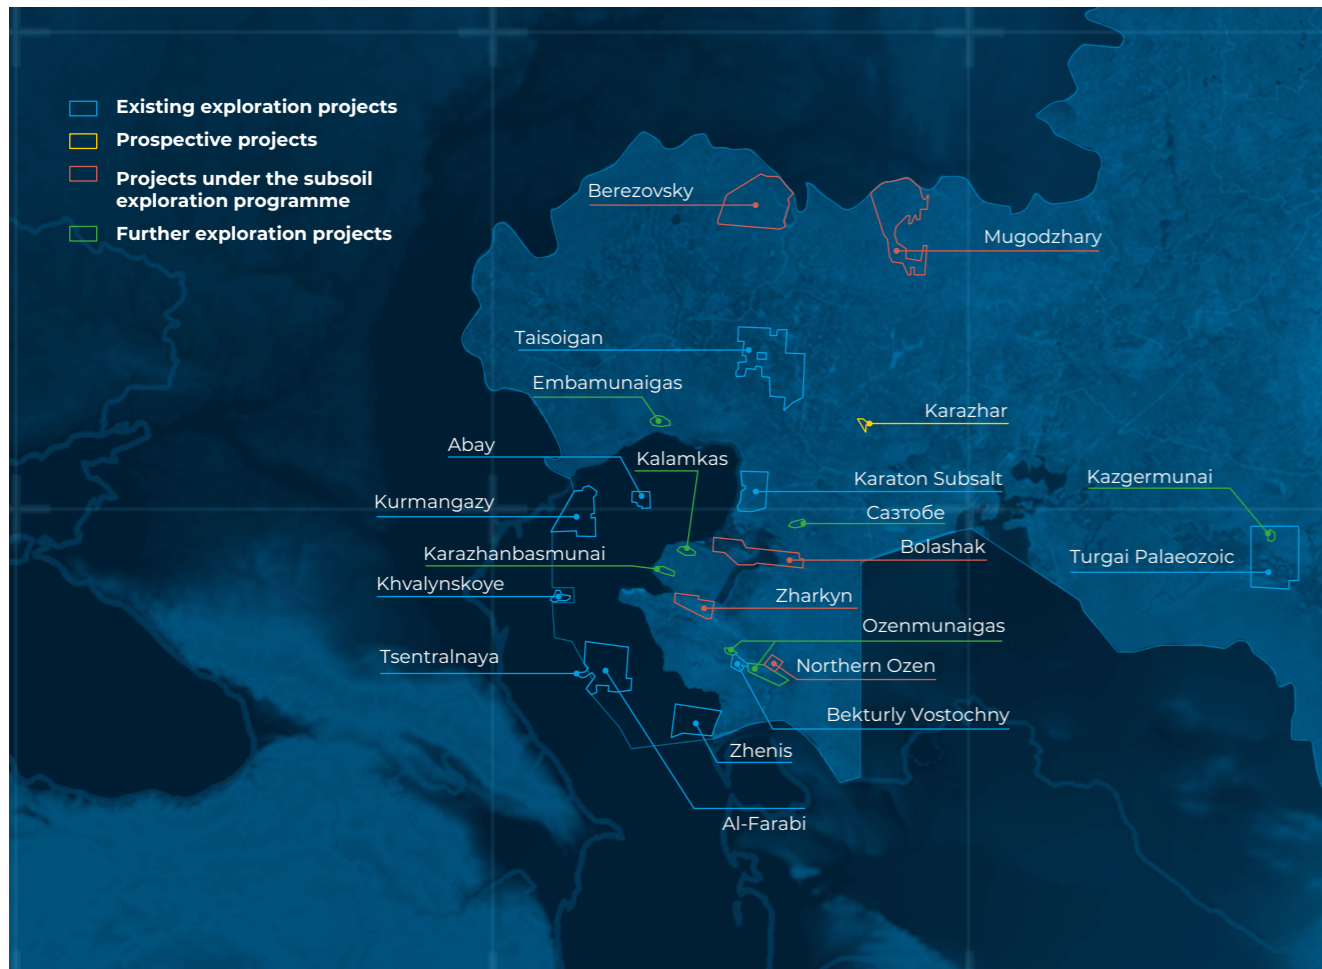 Existing exploration projects
Prospective projects
Projects under the subsoil
exploration programme
Further exploration projects
Berezovsky
Mugodzhary
Taisoigan
Embamunaigas
Karazhar
Abay
Kalamkas
Karaton Subsalt
Kazgermunai
Kurmangazy
Сазтобе
Bolashak
Karazhanbasmunai
Turgai Palaeozoic
Khvalynskoye
Zharkyn
Ozenmunaigas
Tsentralnaya
Northern Ozen
Bekturly Vostochny
Zhenis
Al-Farabi